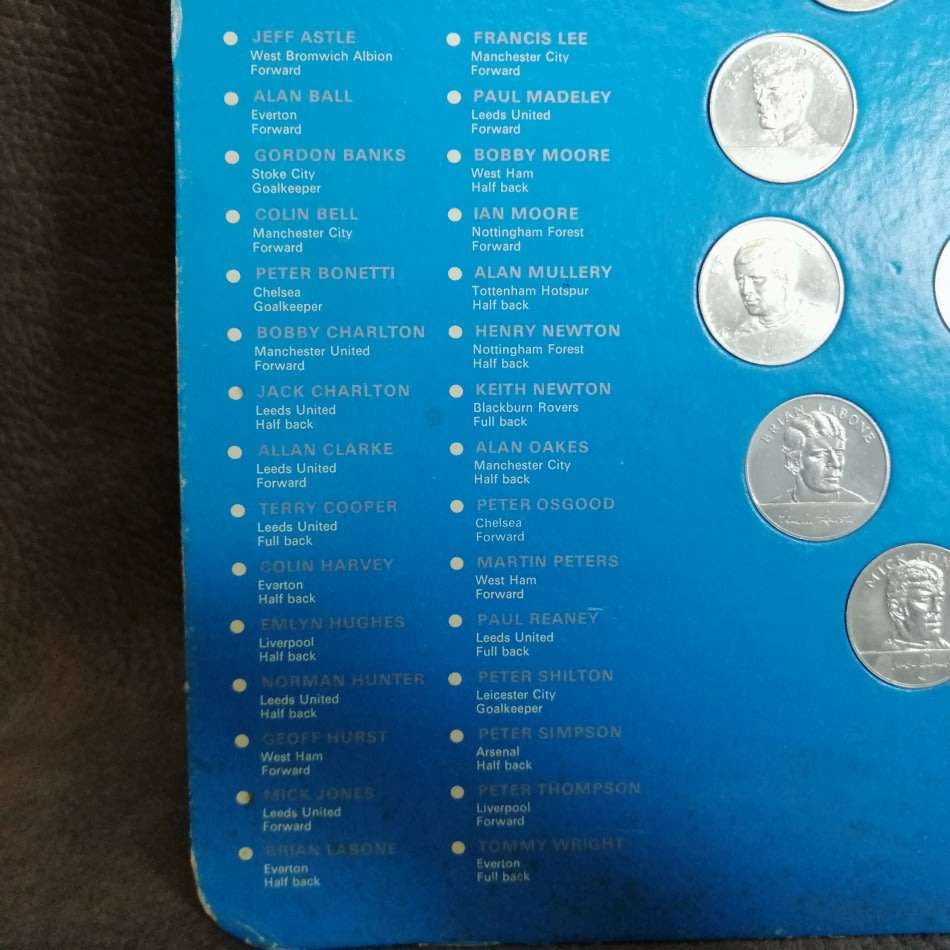 JEFF ASTLE
West Bromwich Albion
Forward
ALAN BALL
Everton
Forward
GORDON BANKS
Stoke City
Goalkeeper
COLIN BELL
Manchester City
Forward
PETER BONETTI
Chelsea
Goalkeeper
BOBBY CHARLTON
Manchester United
Forward
JACK CHARLTON
Leeds United
Half back
ALLAN CLARKE
Leeds United
Forward
TERRY COOPER
Leeds United
Full back
COLIN HARVEY
Everton
Half back
EMLYN HUGHES
Liverpool
Half back
NORMAN HUNTER
Leeds United
Half back
GEOFF HURST
West Ham
Forward
MICK JONES
Leeds United
Forward
BRIAN LABONE
Everton
Half back
FRANCIS LEE
Manchester City
Forward
PAUL MADELEY
Leeds United
Forward
BOBBY MOORE
West Ham
Half back
IAN MOORE
Nottingham Forest
Forward
ALAN MULLERY
Tottenham Hotspur
Half back
HENRY NEWTON
Nottingham Forest
Half back
KEITH NEWTON
Blackburn Rovers
Full back
ALAN OAKES
Manchester City
Half back
PETER OSGOOD
Chelsea
Forward
MARTIN PETERS
West Ham
Forward
PAUL REANEY
Leeds United
Full back
PETER SHILTON
Leicester City
Goalkeeper
PETER SIMPSON
Arsenal
Half back
PETER THOMPSON
Liverpool
Forward
TOMMY WRIGHT
Everton
Full back
BRIAN LABONE
MICK JON